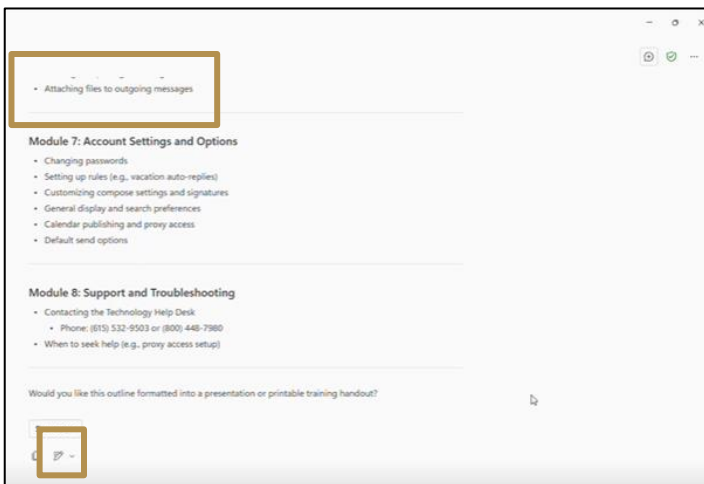 • Attaching files to outgoing messages
Module 7: Account Settings and Options
• Changing passwords
• Setting up rules (e.g., vacation auto-replies)
• Customizing compose settings and signatures
• General display and search preferences
• Calendar publishing and proxy access
• Default send options
Module 8: Support and Troubleshooting
• Contacting the Technology Help Desk
• Phone: (615) 532-9503 or (800) 448-7980
• When to seek help (e.g., proxy access setup)
Would you like this outline formatted into a presentation or printable training handout?